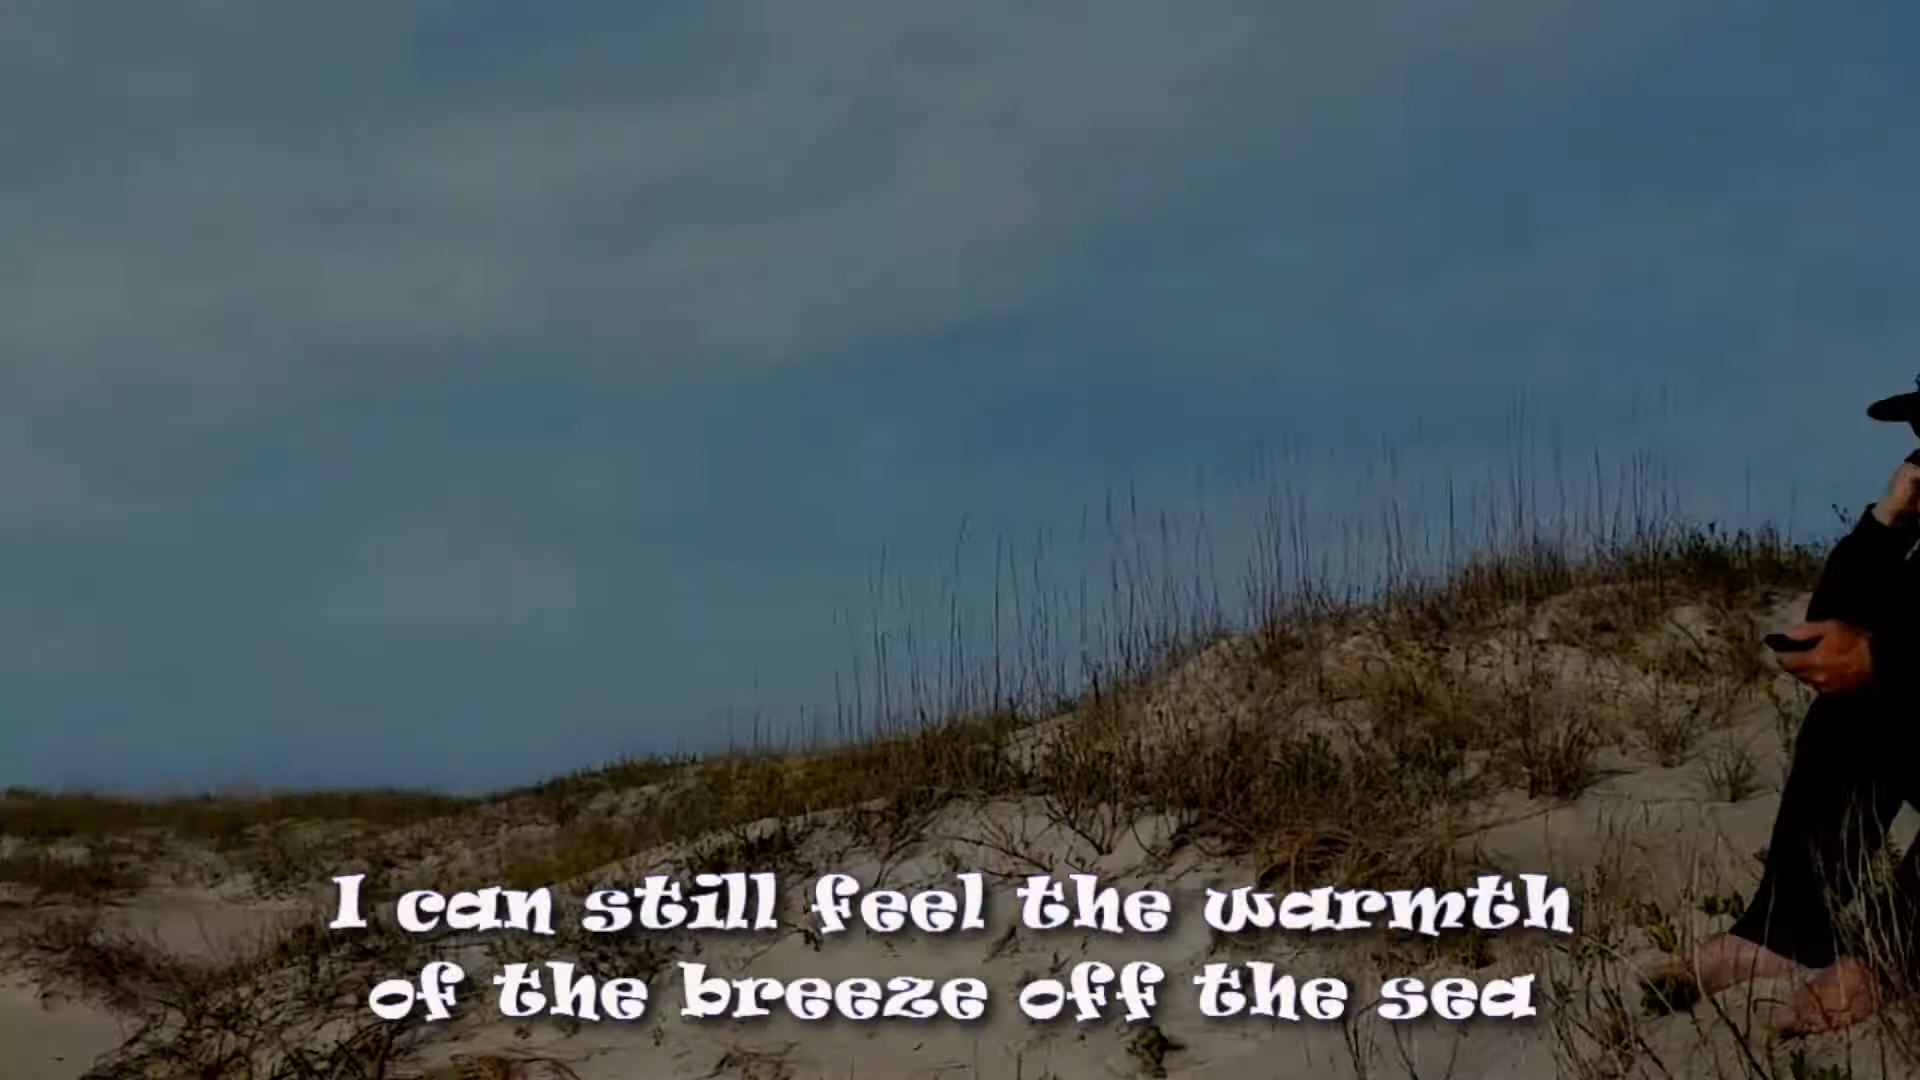 I can still feel the warmth
of the breeze off the sea